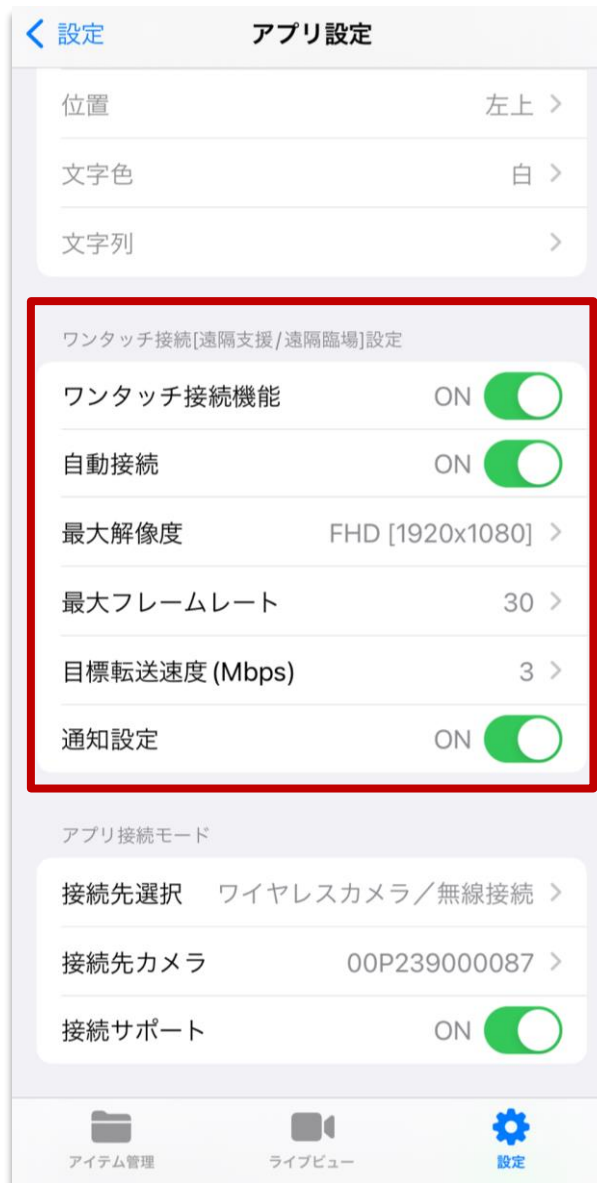 設定 アプリ設定
位置 左上
文字色 白
文字列
ワンタッチ接続[遠隔支援/遠隔臨場]設定
ワンタッチ接続機能 ON
自動接続 ON
最大解像度 FHD [1920x1080]
最大フレームレート 30
目標転送速度(Mbps) 3
通知設定 ON
アプリ接続モード
接続先選択 ワイヤレスカメラ／無線接続
接続先カメラ 00P239000087
接続サポート ON
アイテム管理 ライブビュー 設定